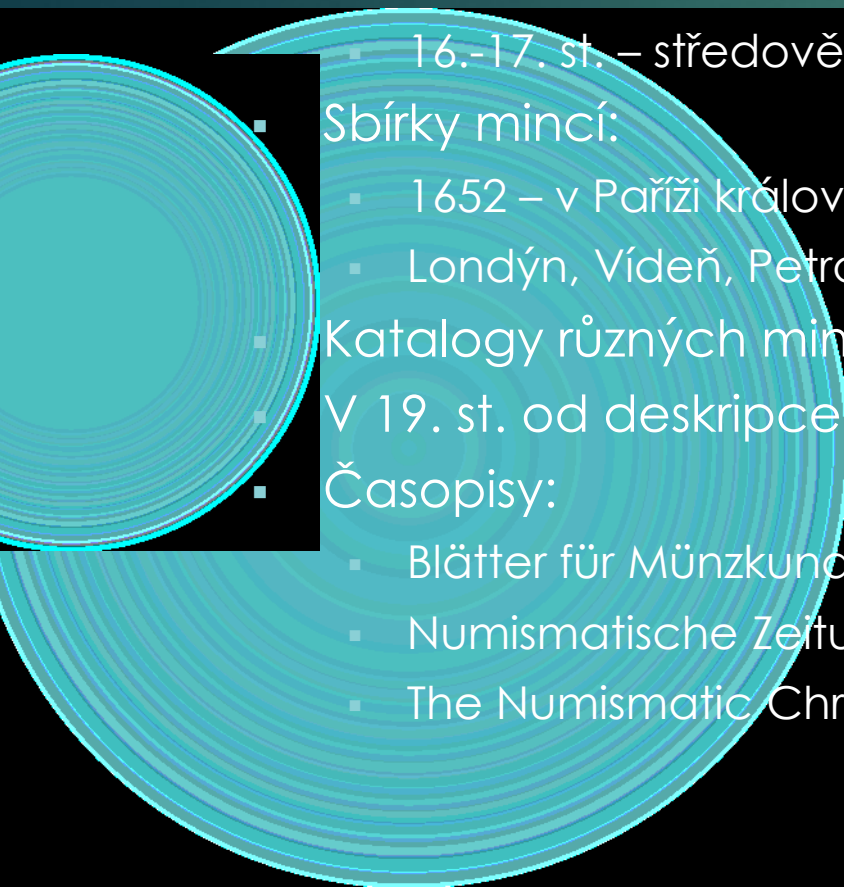 ▪ 16.-17. st. – středově
▪ Sbírky mincí:
▪ 1652 – v Paříži králov
▪ Londýn, Vídeň, Petro
▪ Katalogy různých min
▪ V 19. st. od deskripce
▪ Časopisy:
▪ Blätter für Münzkund
▪ Numismatische Zeitu
▪ The Numismatic Chr